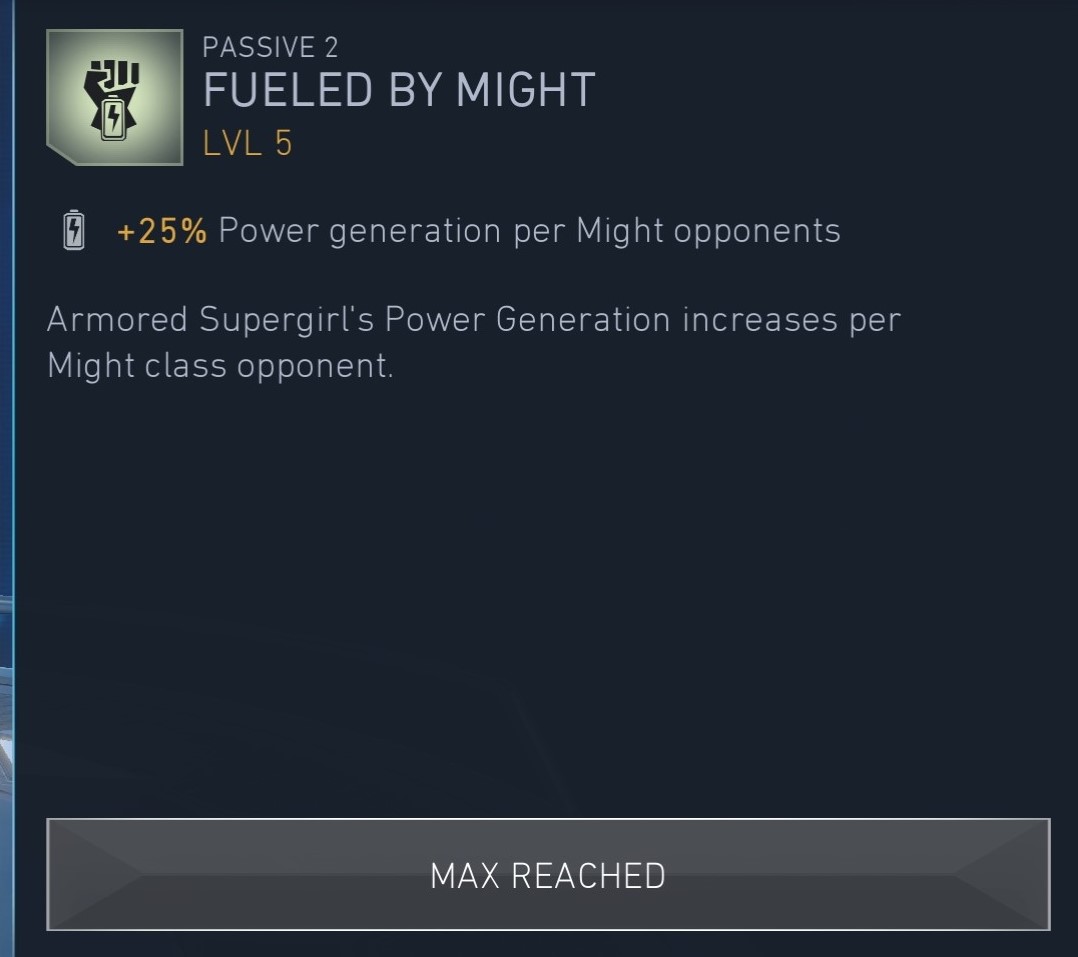 PASSIVE 2
FUELED BY MIGHT
LVL 5
+25% Power generation per Might opponents
Armored Supergirl's Power Generation increases per
Might class opponent.
MAX REACHED